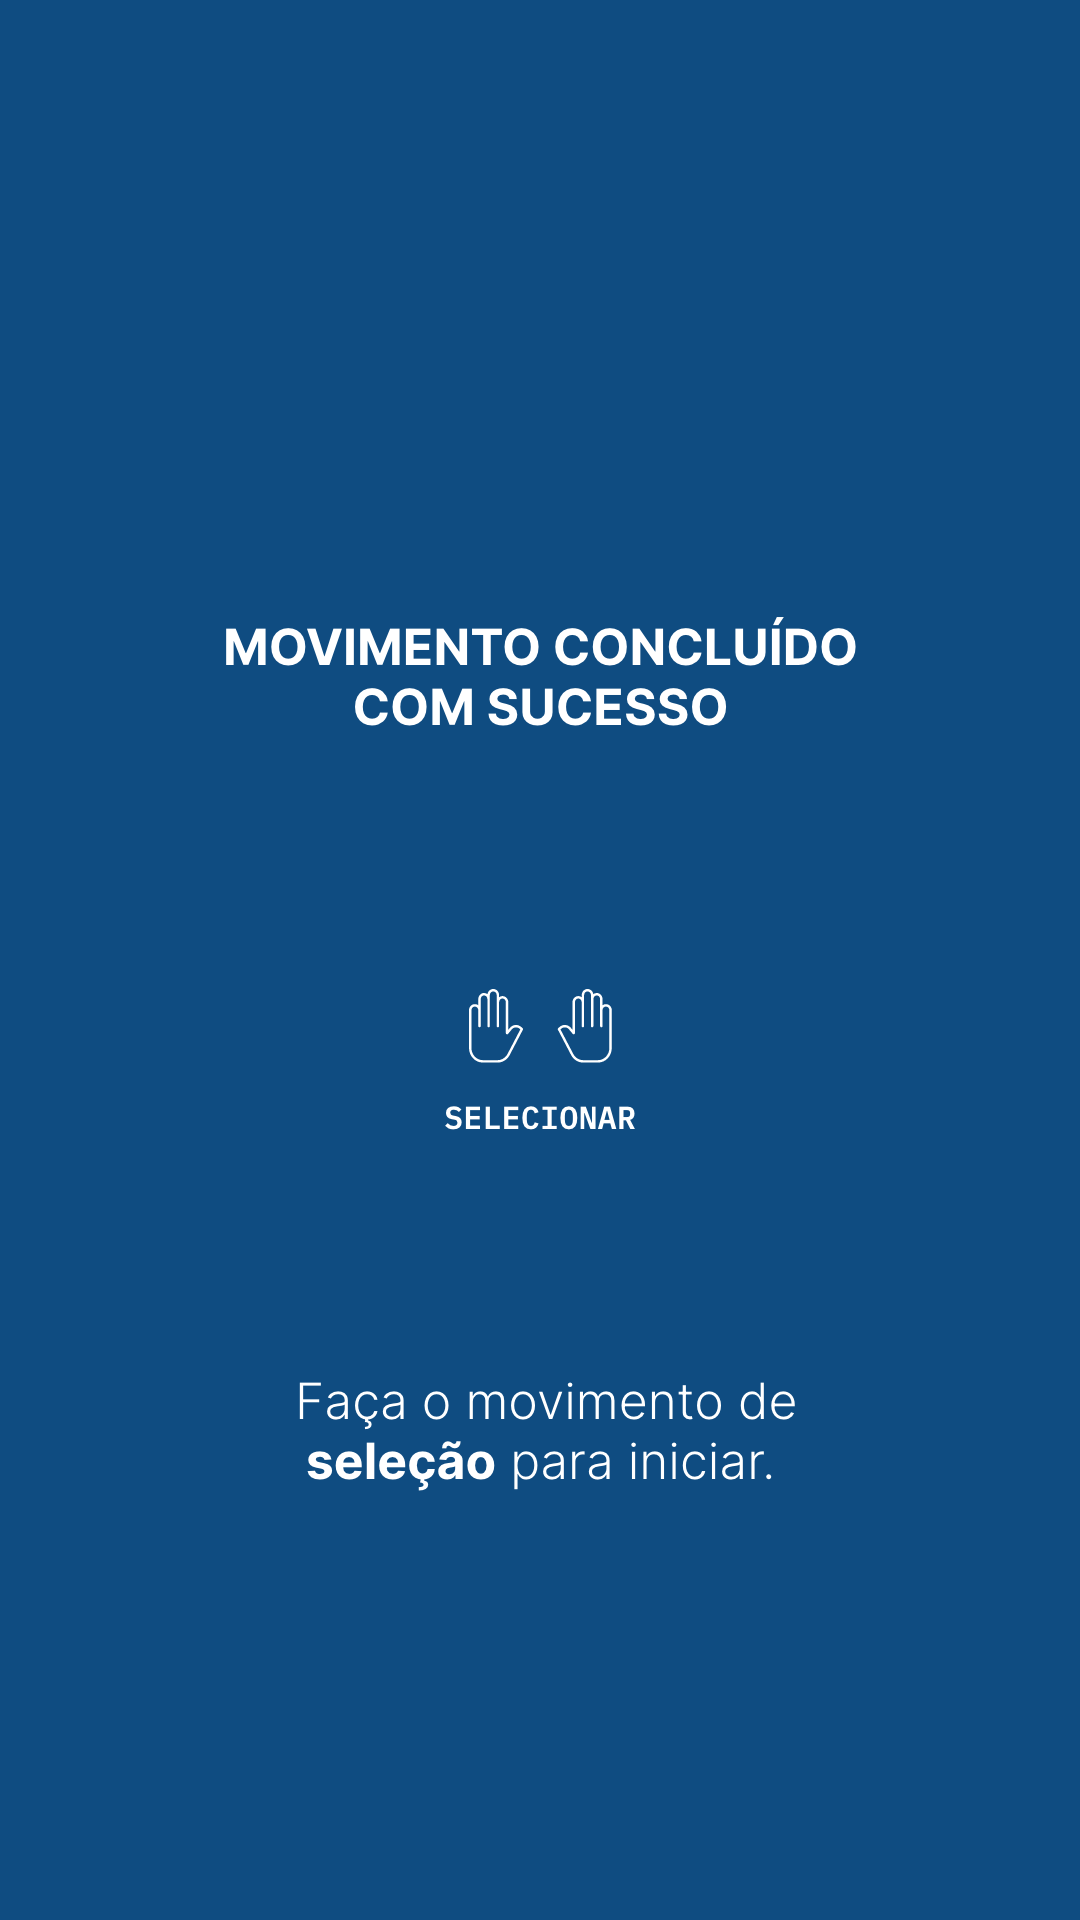 MOVIMENTO CONCLUÍDO
COM SUCESSO
SELECIONAR
Faça o movimento de
seleção para iniciar.